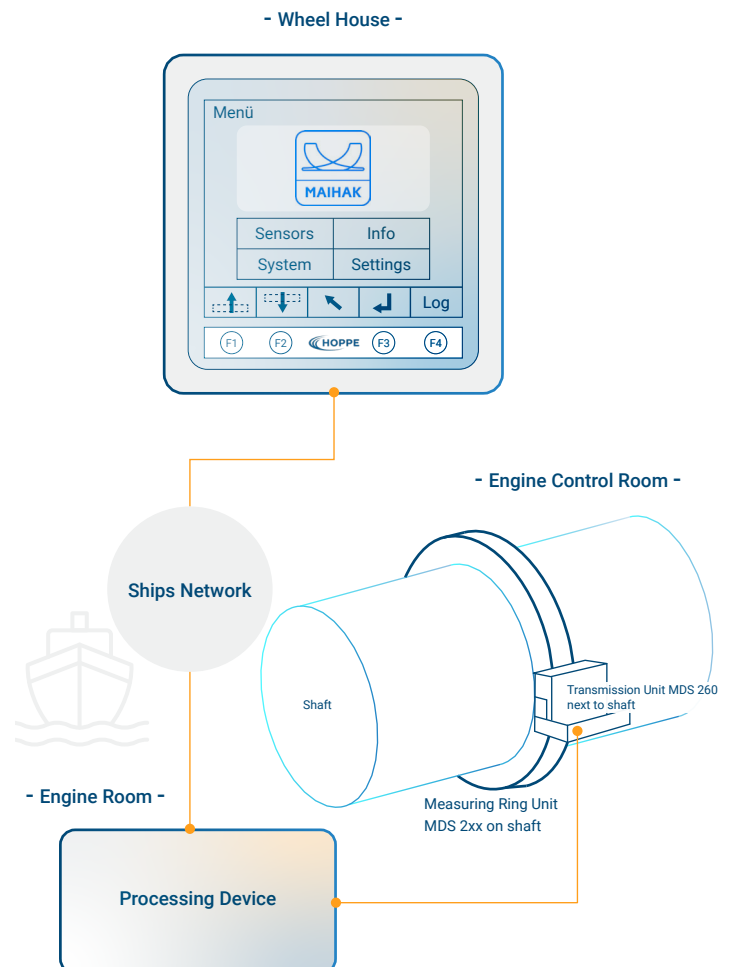 - Wheel House -
Menü
MAIHAK
Sensors
Info
System
Settings
Log
F1
F2
HOPPE
F3
F4
- Engine Control Room -
Ships Network
Shaft
Transmission Unit MDS 260
next to shaft
Measuring Ring Unit
MDS 2xx on shaft
- Engine Room -
Processing Device